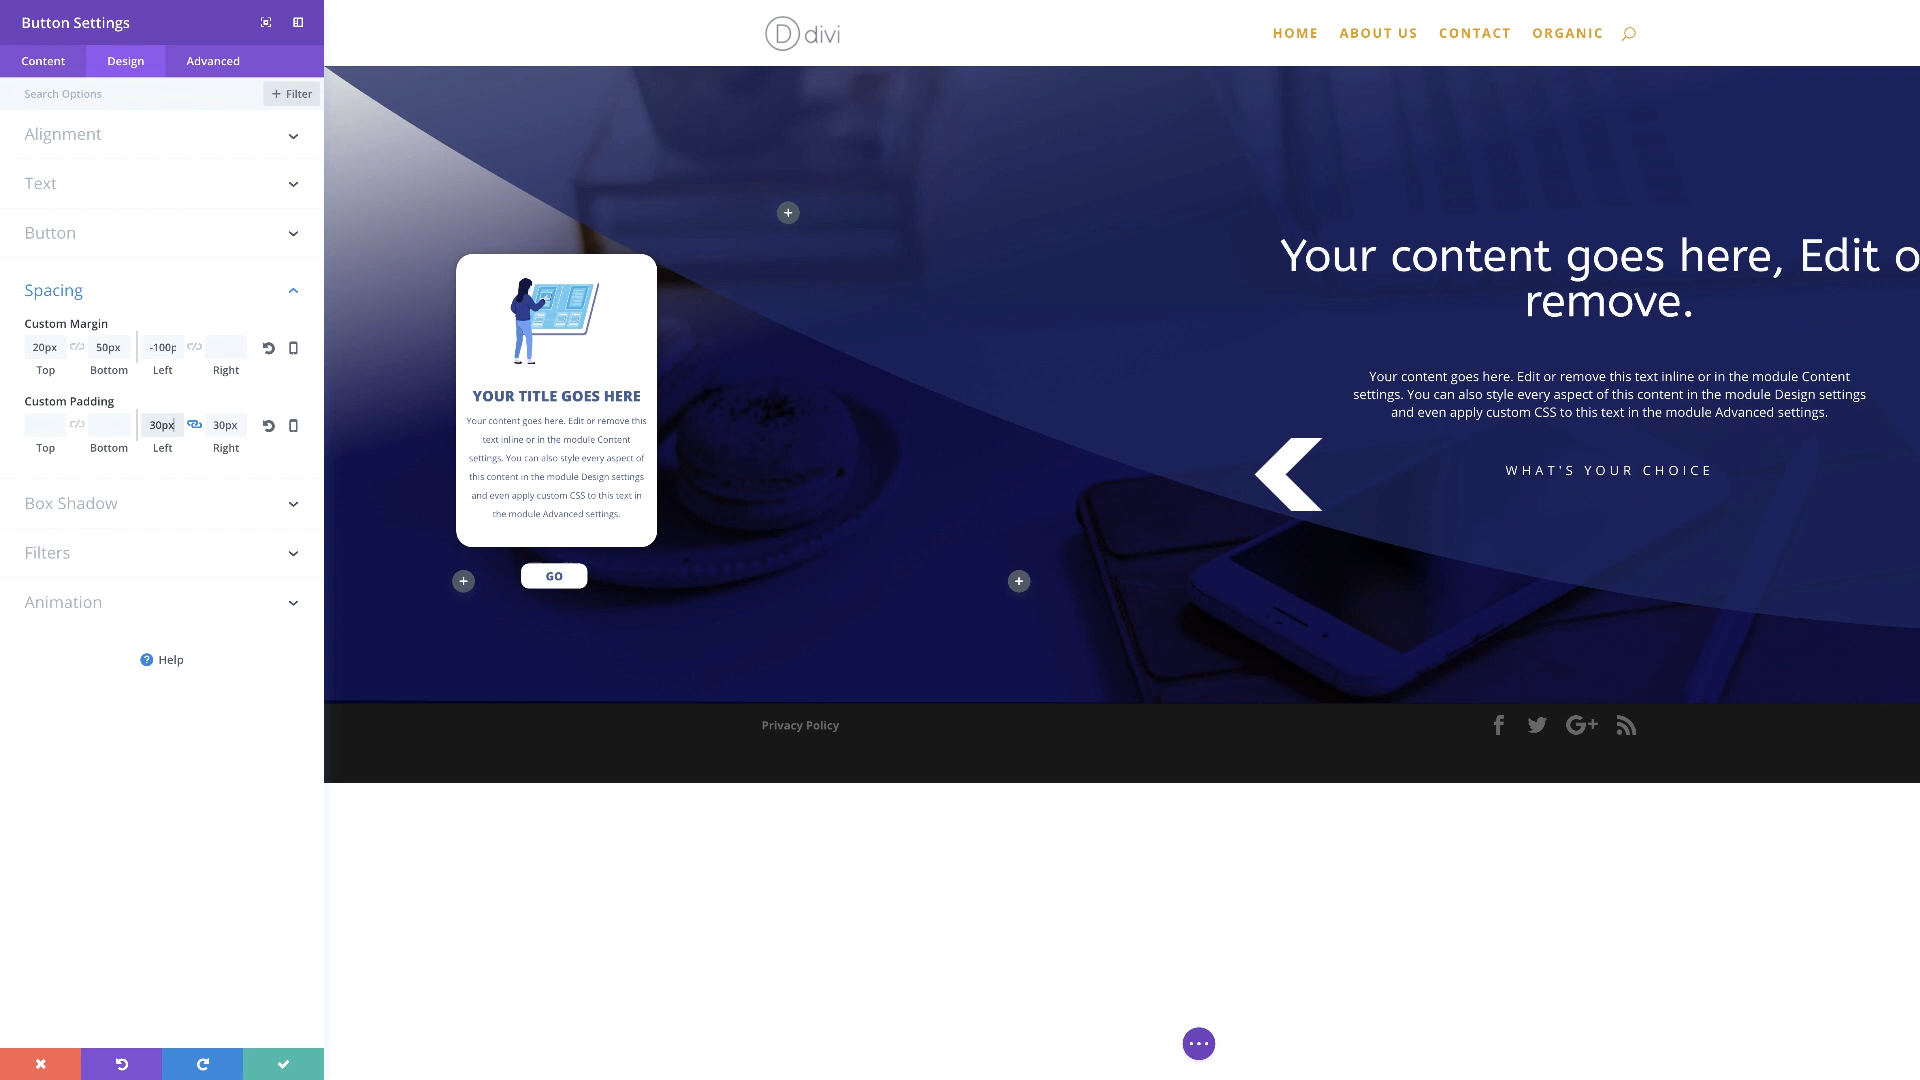 Button Settings
Content
Design
Advanced
Search Options
+ Filter
Alignment
Text
Button
Spacing
Custom Margin
20px
50px
-100p
Top
Bottom
Left
Right
Custom Padding
30px
30px
Top
Bottom
Left
Right
Box Shadow
Filters
Animation
? Help
D divi
HOME
ABOUT US
CONTACT
ORGANIC
YOUR TITLE GOES HERE
Your content goes here. Edit or remove this
text inline or in the module Content
settings. You can also style every aspect of
this content in the module Design settings
and even apply custom CSS to this text in
the module Advanced settings.
GO
Your content goes here, Edit o
remove.
Your content goes here. Edit or remove this text inline or in the module Content
settings. You can also style every aspect of this content in the module Design settings
and even apply custom CSS to this text in the module Advanced settings.
WHAT'S YOUR CHOICE
Privacy Policy